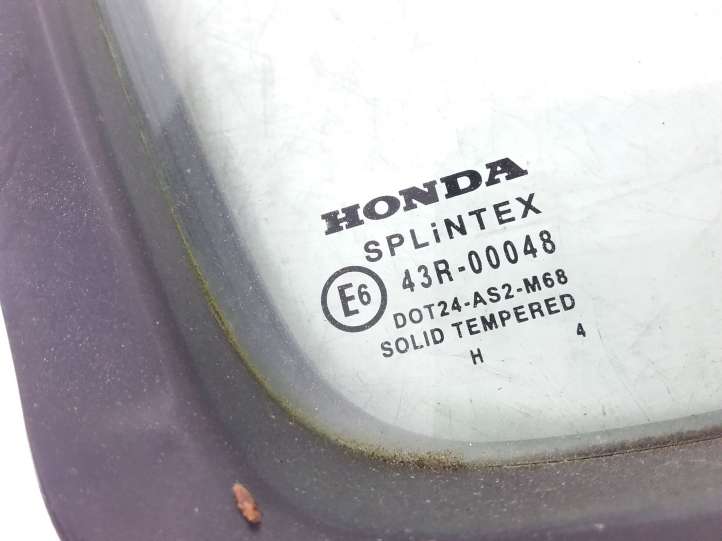 HONDA
SPLiNTEX
E6 43R-00048
DOT24-AS2-M68
SOLID TEMPERED
H 4